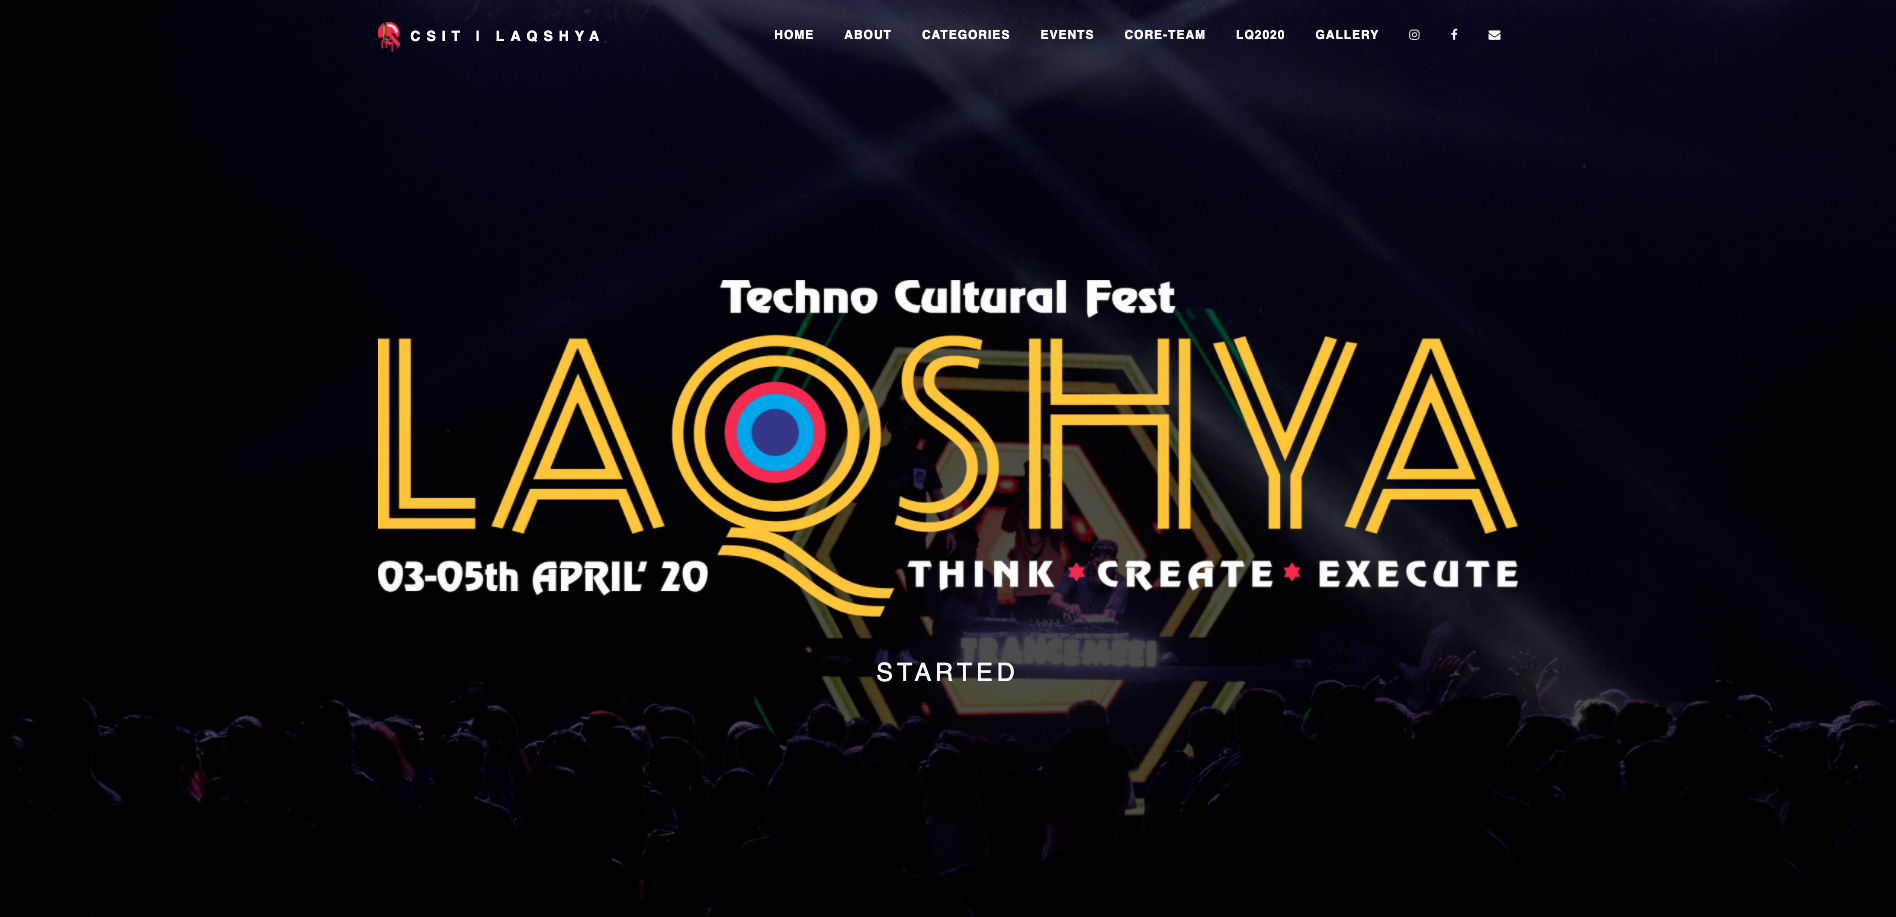 CSIT | LAQSHYA
HOME ABOUT CATEGORIES EVENTS CORE-TEAM LQ2020 GALLERY
Techno Cultural Fest
LAQSHYA
03-05th APRIL' 20
THINK CREATE EXECUTE
STARTED